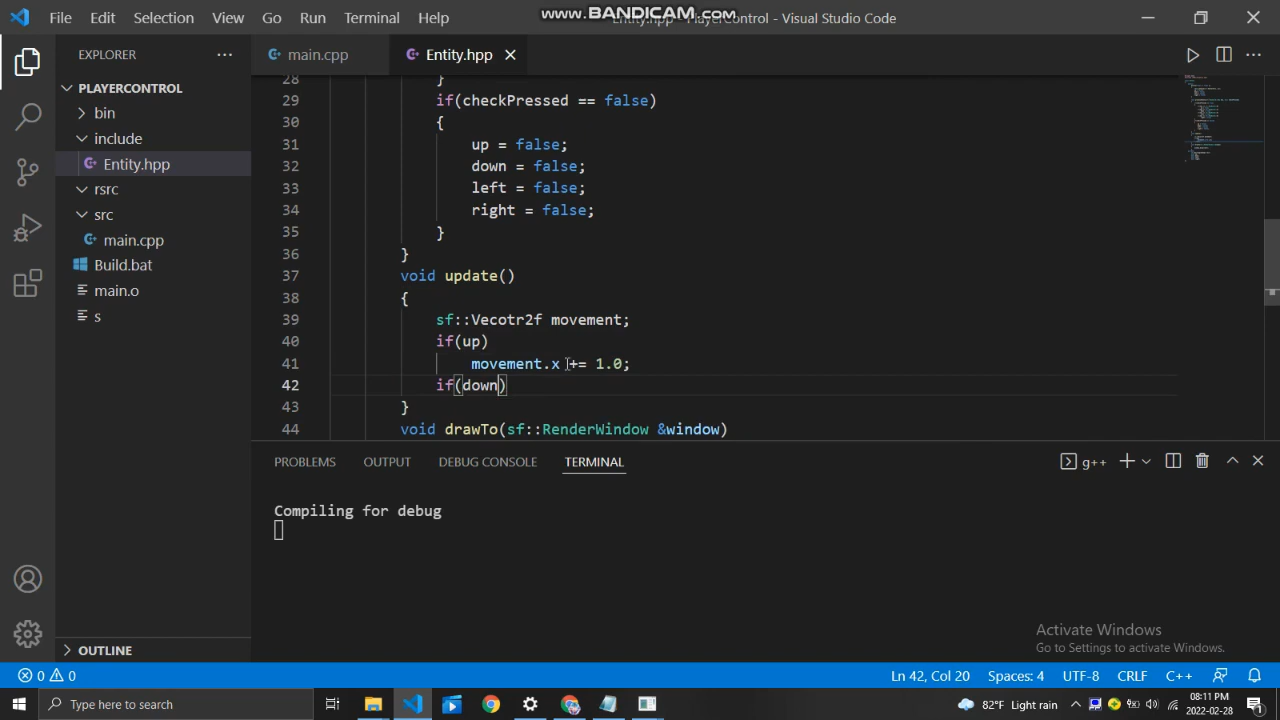 File Edit Selection View Go Run Terminal Help
www.BANDICAM.com
Entity.hpp - PlayerControl - Visual Studio Code
EXPLORER
main.cpp
Entity.hpp
PLAYERCONTROL
bin
include
Entity.hpp
rsrc
src
main.cpp
Build.bat
main.o
s
OUTLINE
28 }
29 if(checkPressed == false)
30 {
31 up = false;
32 down = false;
33 left = false;
34 right = false;
35 }
36 }
37 void update()
38 {
39 sf::Vecotr2f movement;
40 if(up)
41 movement.x += 1.0;
42 if(down)
43 }
44 void drawTo(sf::RenderWindow &window)
PROBLEMS OUTPUT DEBUG CONSOLE TERMINAL
g++
Compiling for debug
Activate Windows
Go to Settings to activate Windows.
0 0
Ln 42, Col 20 Spaces: 4 UTF-8 CRLF C++
Type here to search
82°F Light rain
08:11 PM
2022-02-28
1